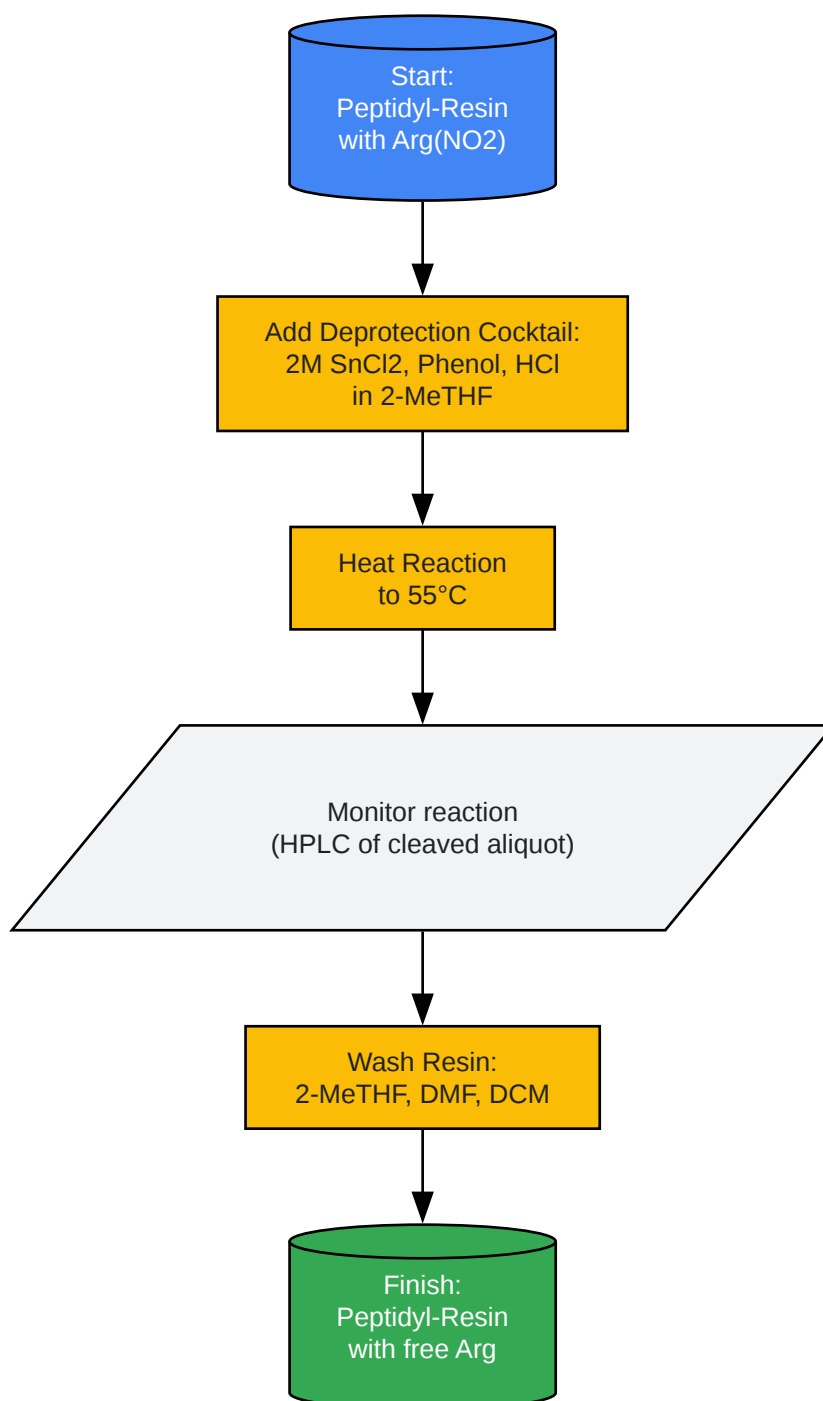 Start:
Peptidyl-Resin
with Arg(NO2)
Add Deprotection Cocktail:
2M SnCl2, Phenol, HCl
in 2-MeTHF
Heat Reaction
to 55°C
Monitor reaction
(HPLC of cleaved aliquot)
Wash Resin:
2-MeTHF, DMF, DCM
Finish:
Peptidyl-Resin
with free Arg